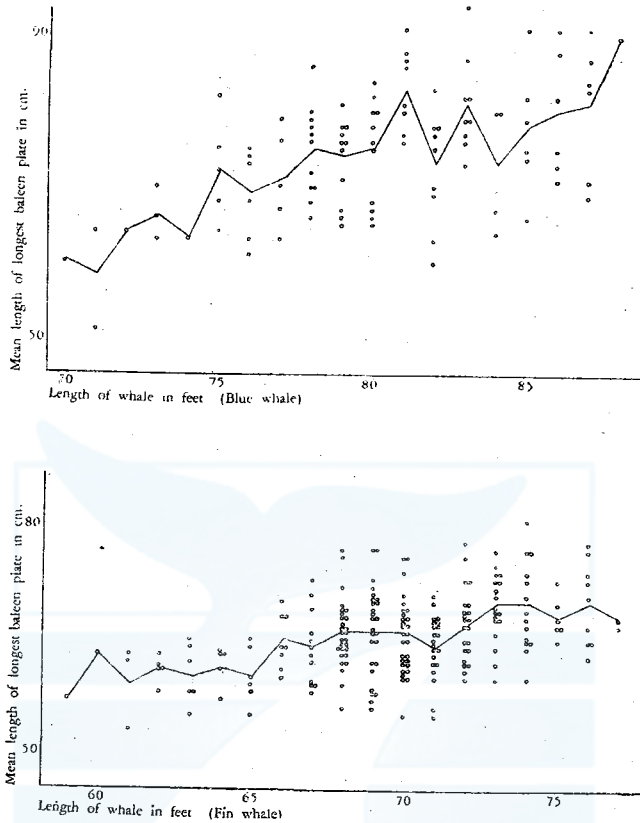 Mean length of longest baleen plate in cm.
90
50
70 75 80 85
Length of whale in feet (Blue whale)
Mean length of longest baleen plate in cm.
80
50
60 65 70 75
Length of whale in feet (Fin whale)